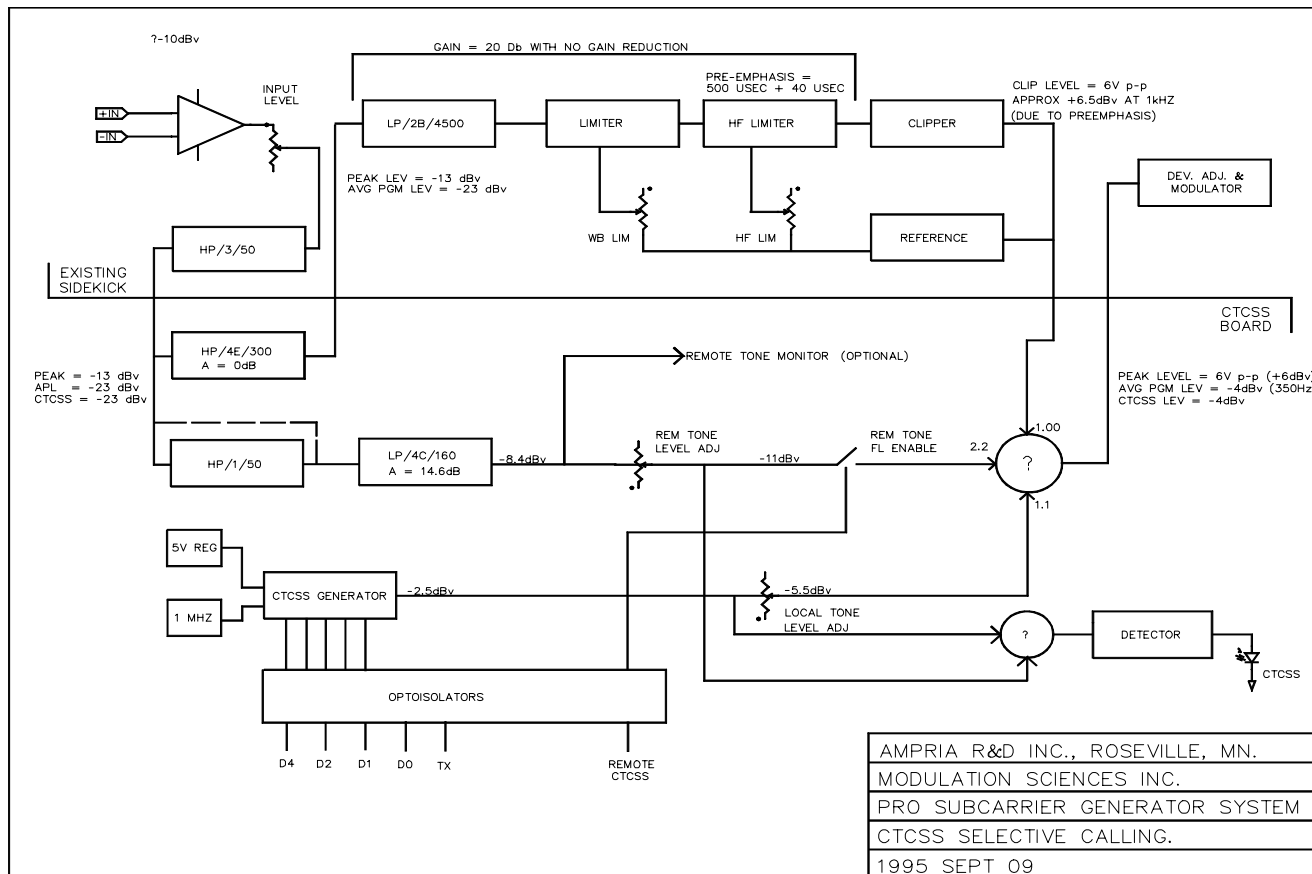 ?-10dBv
GAIN = 20 Db WITH NO GAIN REDUCTION
INPUT
LEVEL
+IN
-IN
LP/2B/4500
LIMITER
PRE-EMPHASIS =
500 USEC + 40 USEC
HF LIMITER
CLIPPER
CLIP LEVEL = 6V p-p
APPROX +6.5dBv AT 1kHZ
(DUE TO PREEMPHASIS)
PEAK LEV = -13 dBv
AVG PGM LEV = -23 dBv
DEV. ADJ. &
MODULATOR
WB LIM
HF LIM
REFERENCE
HP/3/50
EXISTING
SIDEKICK
CTCSS
BOARD
HP/4E/300
A = 0dB
REMOTE TONE MONITOR (OPTIONAL)
PEAK = -13 dBv
APL = -23 dBv
CTCSS = -23 dBv
PEAK LEVEL = 6V p-p (+6dBv)
AVG PGM LEV = -4dBv (350Hz
CTCSS LEV = -4dBv
HP/1/50
LP/4C/160
A = 14.6dB
-8.4dBv
REM TONE
LEVEL ADJ
-11dBv
REM TONE
FL ENABLE
2.2
1.00
?
1.1
5V REG
1 MHZ
CTCSS GENERATOR
-2.5dBv
-5.5dBv
LOCAL TONE
LEVEL ADJ
?
DETECTOR
CTCSS
OPTOISOLATORS
D4
D2
D1
D0
TX
REMOTE
CTCSS
AMPRIA R&D INC., ROSEVILLE, MN.
MODULATION SCIENCES INC.
PRO SUBCARRIER GENERATOR SYSTEM
CTCSS SELECTIVE CALLING.
1995 SEPT 09